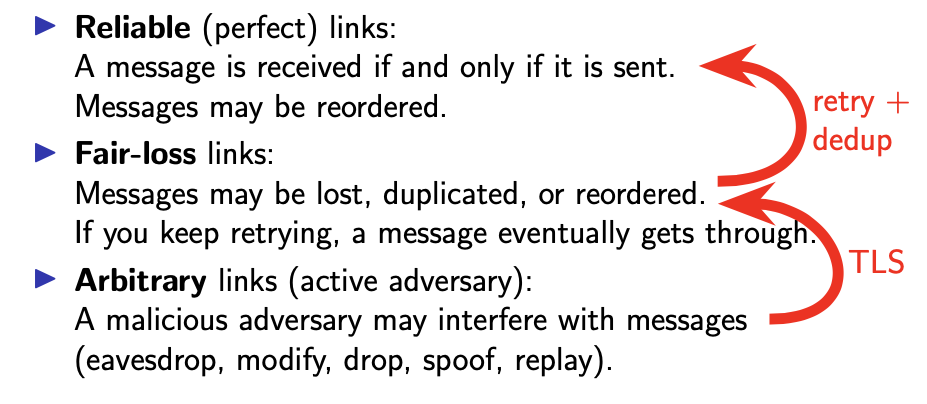 Reliable (perfect) links:
A message is received if and only if it is sent.
Messages may be reordered.
retry +
dedup
Fair-loss links:
Messages may be lost, duplicated, or reordered.
If you keep retrying, a message eventually gets through.
TLS
Arbitrary links (active adversary):
A malicious adversary may interfere with messages
(eavesdrop, modify, drop, spoof, replay).